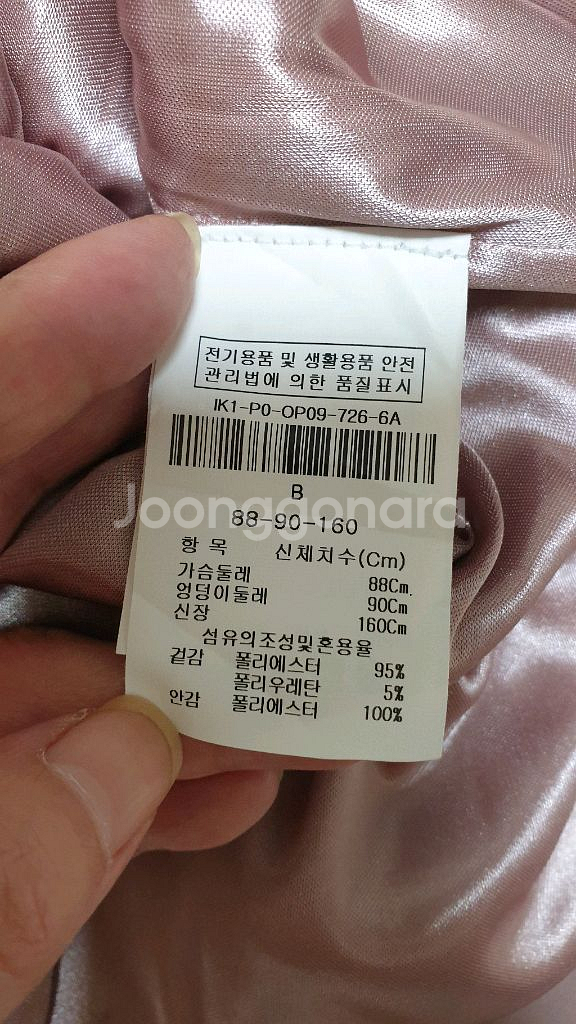 전기용품 및 생활용품 안전
관리법에 의한 품질표시
IK1-P0-OP09-726-6A
B
Joonggonara
88-90-160
항 목 신체치수(Cm)
가슴둘레 88Cm.
엉덩이둘레 90Cm
신장 160Cm
섬유의조성및혼용율
겉감 폴리에스터 95%
폴리우레탄 5%
안감 폴리에스터 100%